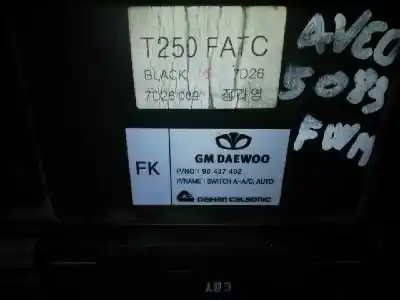 T250 FATC
BLACK 7D26
7D26 009 정라영
AVEO
5083
FWM
FK
GM DAEWOO
P/NO : 96 437 402
P/NAME : SWITCH A-A/D, AUTO
DAEHAN CALSONIC